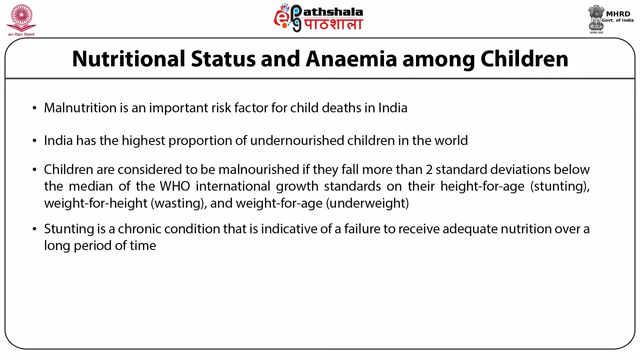 Pathshala
पाठशाला
MHRD
Govt. of India
Nutritional Status and Anaemia among Children
• Malnutrition is an important risk factor for child deaths in India
• India has the highest proportion of undernourished children in the world
• Children are considered to be malnourished if they fall more than 2 standard deviations below
the median of the WHO international growth standards on their height-for-age (stunting),
weight-for-height (wasting), and weight-for-age (underweight)
• Stunting is a chronic condition that is indicative of a failure to receive adequate nutrition over a
long period of time